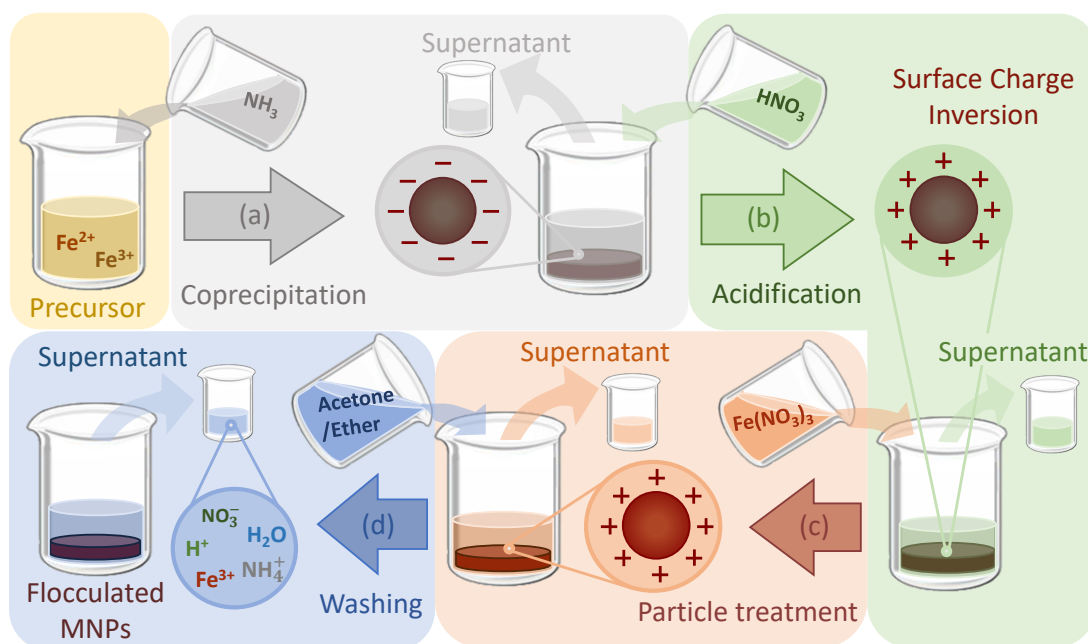 Supernatant
NH₃
HNO₃
Surface Charge
Inversion
(a)
(b)
Fe²⁺
Fe³⁺
Precursor
Coprecipitation
Acidification
− − − − − − − −
+ + + + + + + +
Supernatant
Supernatant
Supernatant
Acetone
/Ether
Fe(NO₃)₃
+ + + + + + + +
(d)
(c)
NO₃⁻
H₂O
H⁺
Fe³⁺
NH₄⁺
Flocculated
MNPs
Washing
Particle treatment